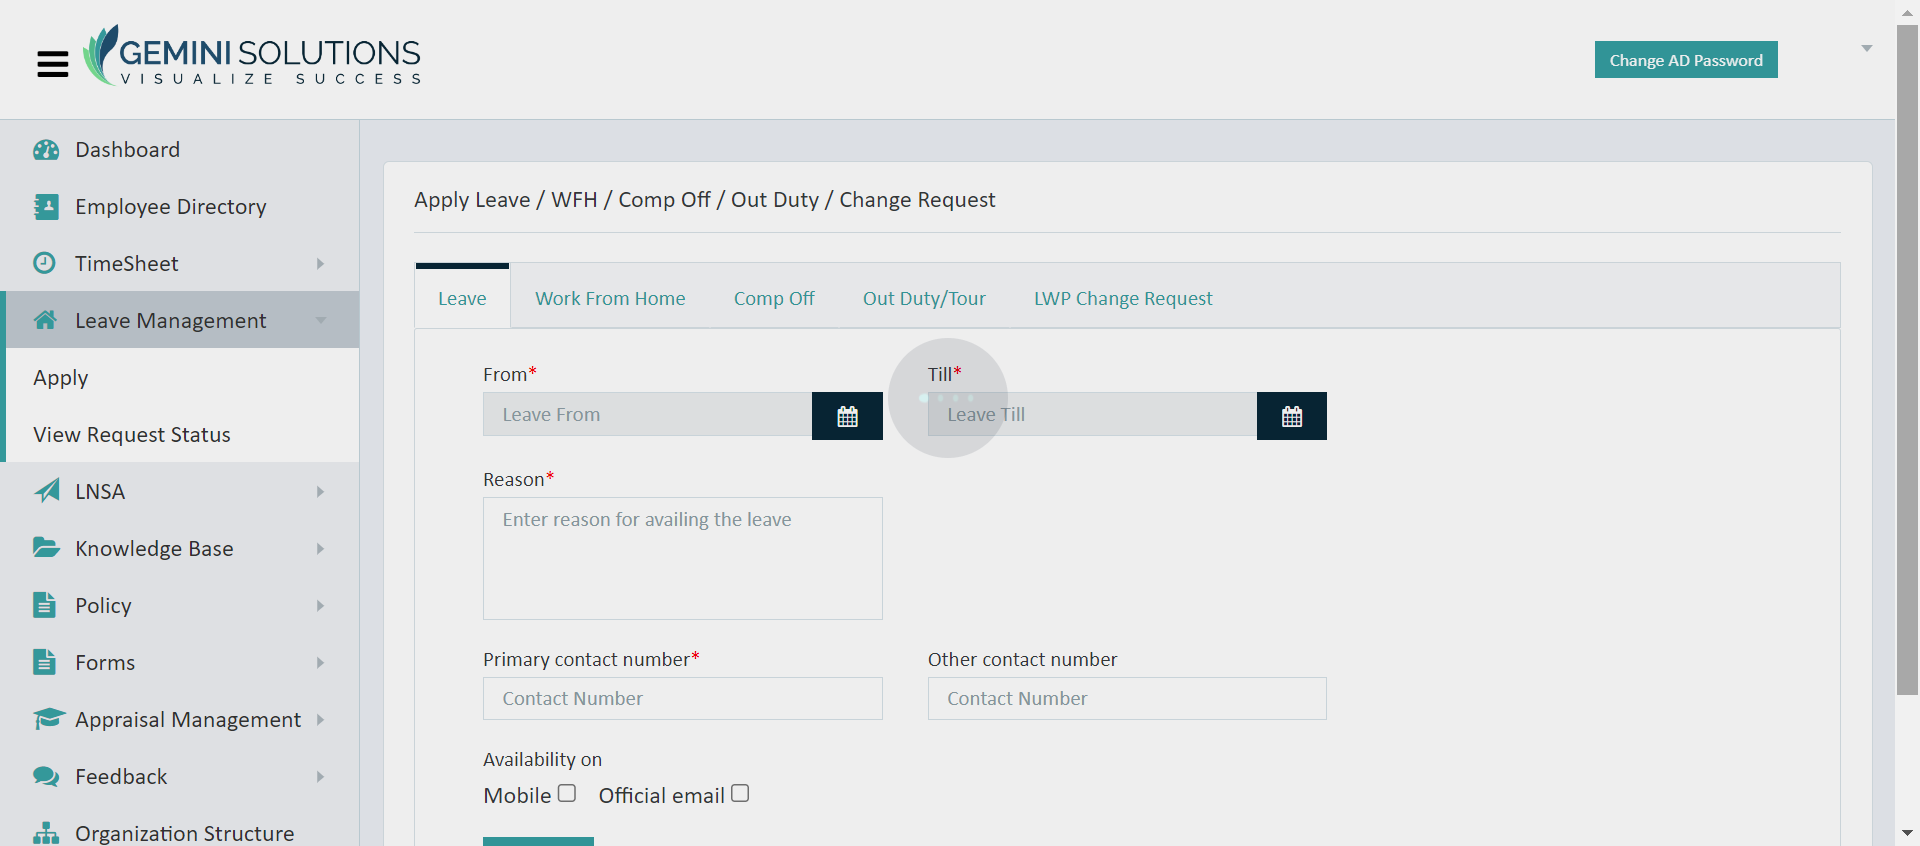 GEMINI SOLUTIONS
VISUALIZE SUCCESS
Change AD Password
Dashboard
Employee Directory
TimeSheet
Leave Management
Apply
View Request Status
LNSA
Knowledge Base
Policy
Forms
Appraisal Management
Feedback
Organization Structure
Apply Leave / WFH / Comp Off / Out Duty / Change Request
Leave Work From Home Comp Off Out Duty/Tour LWP Change Request
From* Till*
Leave From Leave Till
Reason*
Enter reason for availing the leave
Primary contact number* Other contact number
Contact Number Contact Number
Availability on
Mobile Official email